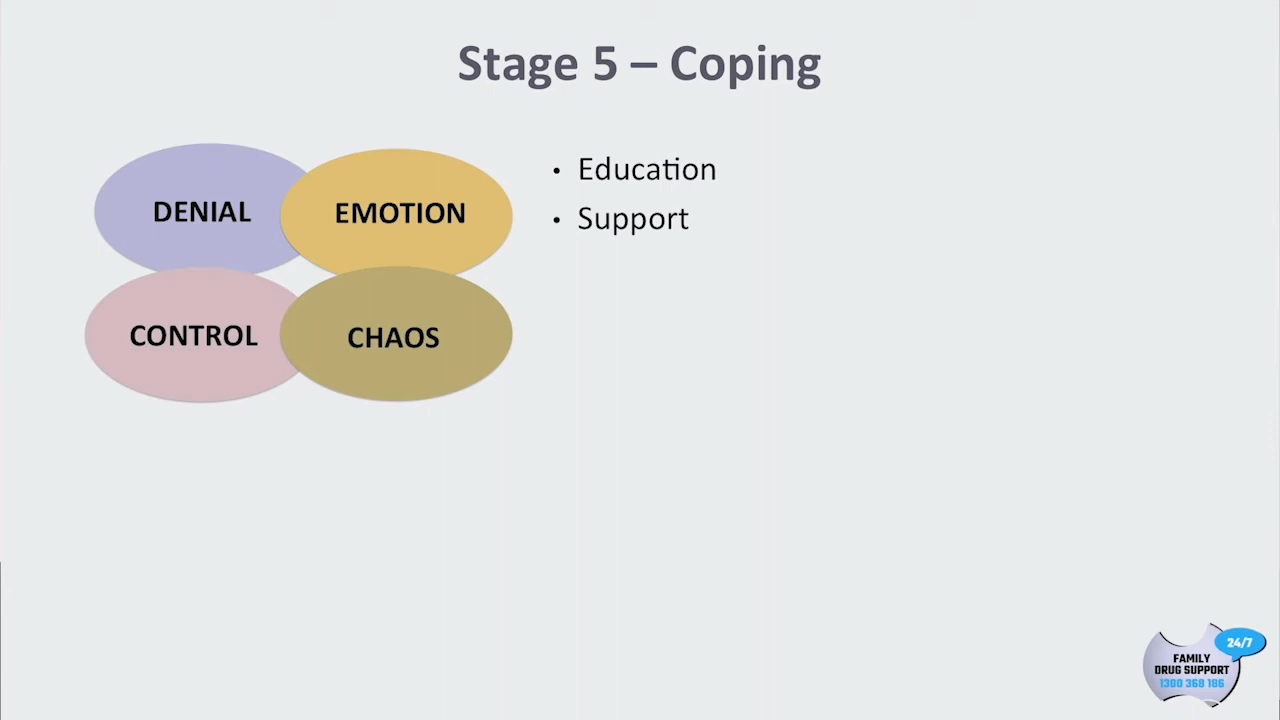 Stage 5 – Coping
DENIAL
EMOTION
CONTROL
CHAOS
• Education
• Support
24/7
FAMILY
DRUG SUPPORT
1300 368 186